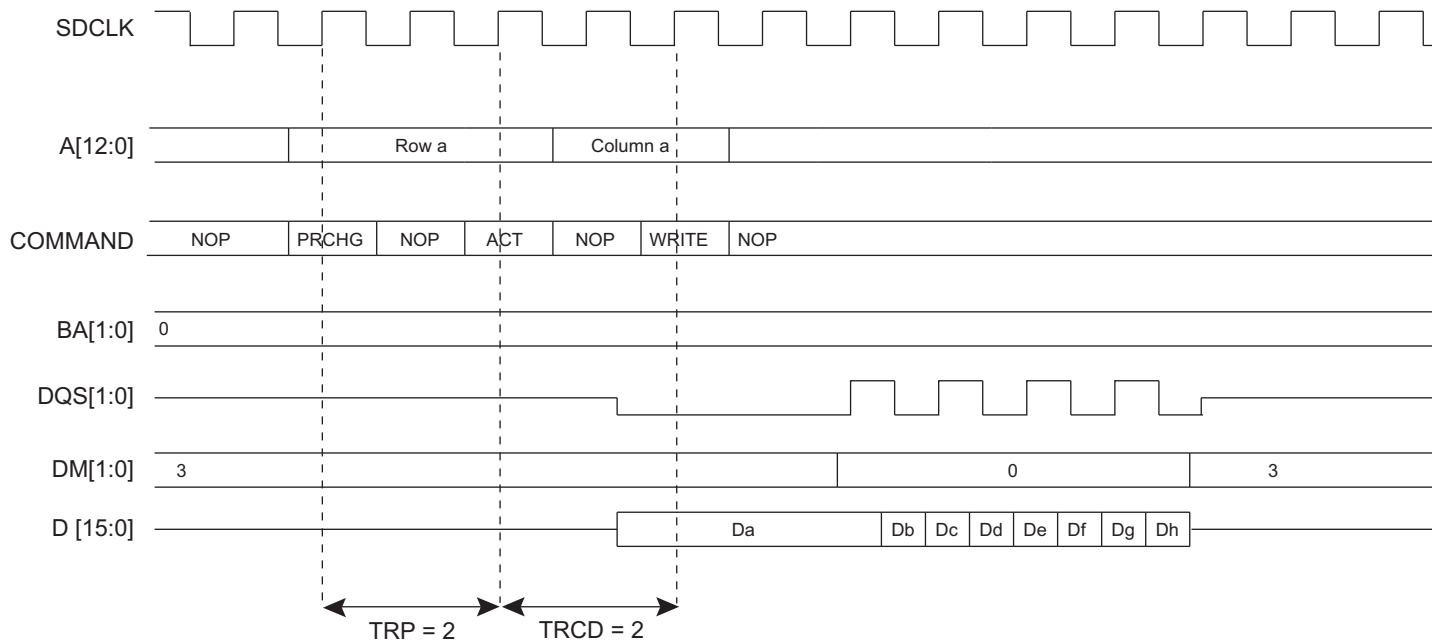 SDCLK
A[12:0] Row a Column a
COMMAND NOP PRCHG NOP ACT NOP WRITE NOP
BA[1:0] 0
DQS[1:0]
DM[1:0] 3 0 3
D [15:0] Da Db Dc Dd De Df Dg Dh
TRP = 2 TRCD = 2